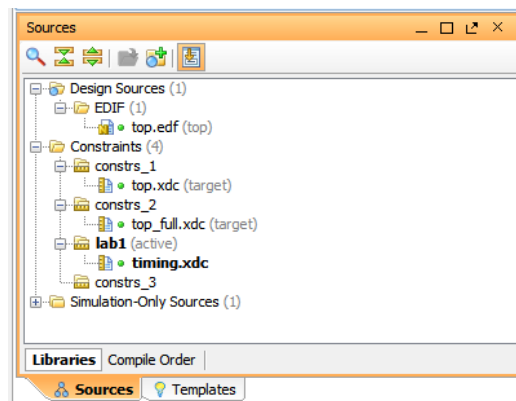 Sources
Design Sources (1)
EDIF (1)
top.edf (top)
Constraints (4)
constrs_1
top.xdc (target)
constrs_2
top_full.xdc (target)
lab1 (active)
timing.xdc
constrs_3
Simulation-Only Sources (1)
Libraries Compile Order
Sources Templates